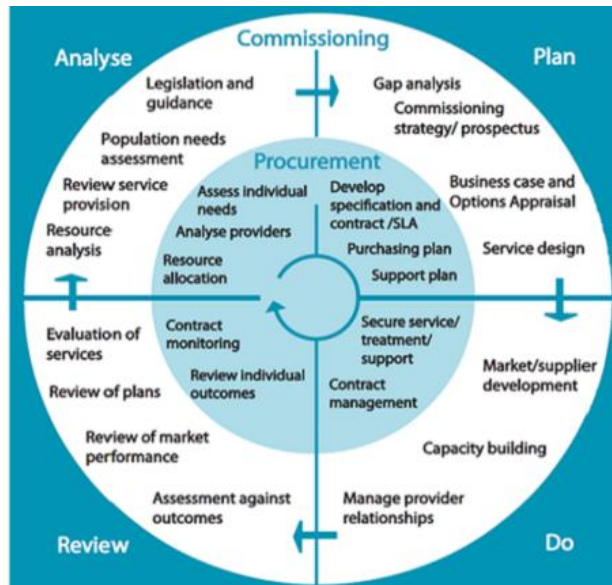 Commissioning
Analyse
Legislation and
guidance
Population needs
assessment
Review service
provision
Resource
analysis
Plan
Gap analysis
Commissioning
strategy/ prospectus
Business case and
Options Appraisal
Service design
Procurement
Assess individual
needs
Analyse providers
Resource
allocation
Develop
specification and
contract /SLA
Purchasing plan
Support plan
Contract
monitoring
Review individual
outcomes
Secure service/
treatment/
support
Contract
management
Evaluation of
services
Review of plans
Review of market
performance
Assessment against
outcomes
Review
Market/supplier
development
Capacity building
Manage provider
relationships
Do